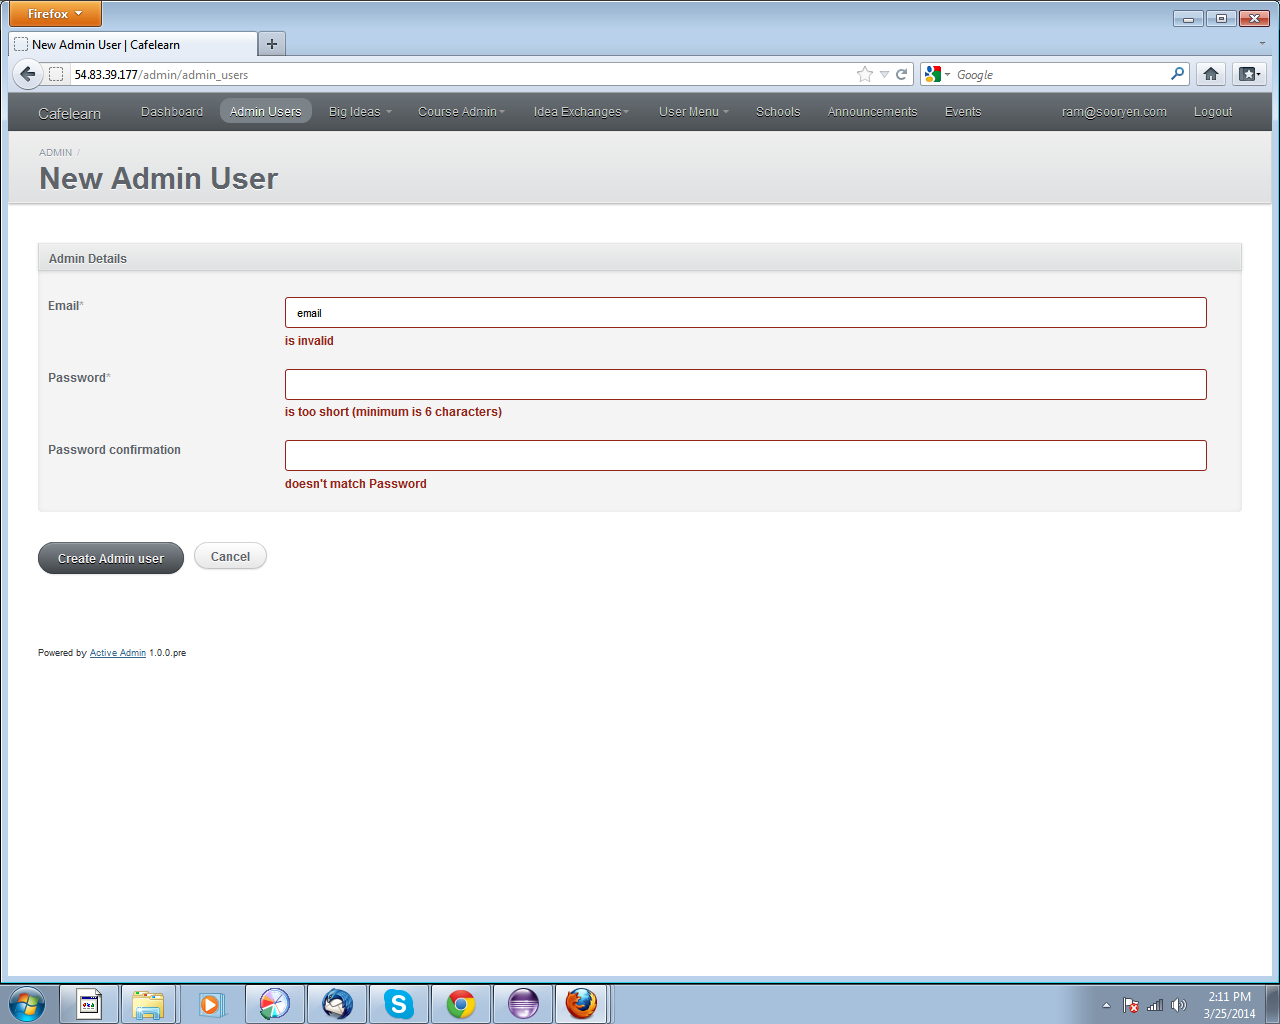 Firefox
New Admin User | Cafelearn
54.83.39.177/admin/admin_users
Google
Cafelearn Dashboard Admin Users Big Ideas Course Admin Idea Exchanges User Menu Schools Announcements Events ram@sooryen.com Logout
ADMIN /
New Admin User
Admin Details
Email*
email
is invalid
Password*
is too short (minimum is 6 characters)
Password confirmation
doesn't match Password
Create Admin user Cancel
Powered by Active Admin 1.0.0.pre
2:11 PM
3/25/2014